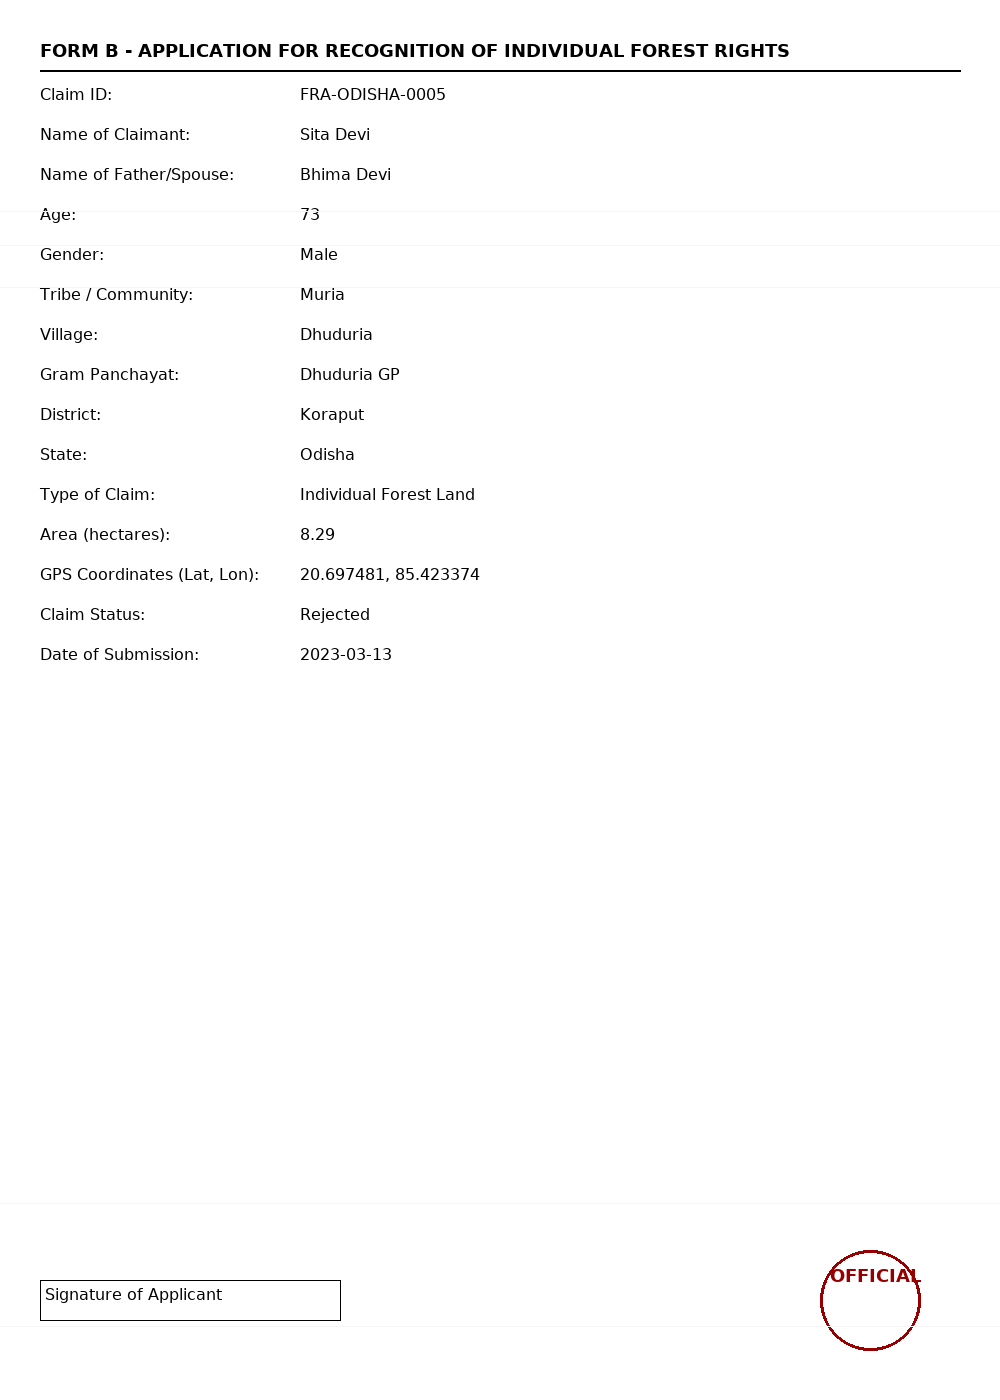 FORM B - APPLICATION FOR RECOGNITION OF INDIVIDUAL FOREST RIGHTS
Claim ID: FRA-ODISHA-0005
Name of Claimant: Sita Devi
Name of Father/Spouse: Bhima Devi
Age: 73
Gender: Male
Tribe / Community: Muria
Village: Dhuduria
Gram Panchayat: Dhuduria GP
District: Koraput
State: Odisha
Type of Claim: Individual Forest Land
Area (hectares): 8.29
GPS Coordinates (Lat, Lon): 20.697481, 85.423374
Claim Status: Rejected
Date of Submission: 2023-03-13
OFFICIAL
Signature of Applicant